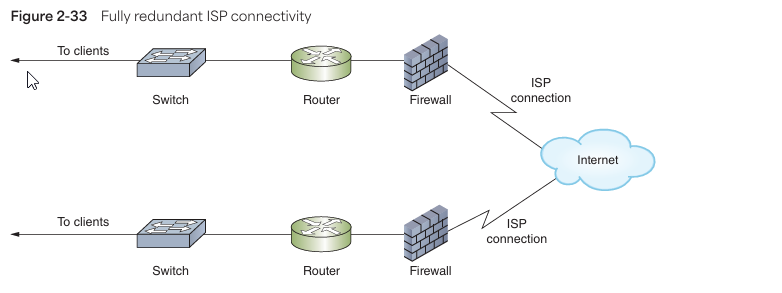 Figure 2-33 Fully redundant ISP connectivity
To clients
Switch
Router
Firewall
ISP
connection
Internet
To clients
Switch
Router
Firewall
ISP
connection